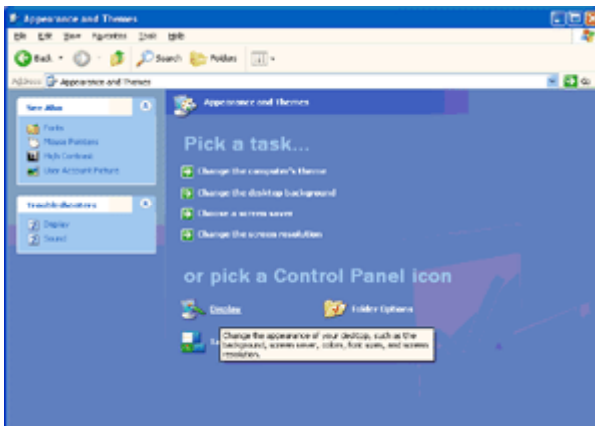 Appearance and Themes
File Edit View Favorites Tools Help
Back Search Folders
Address Appearance and Themes Go
See Also
Fonts
Mouse Pointers
High Contrast
User Account Picture
Troubleshooters
Display
Sound
Appearance and Themes
Pick a task...
Change the computer's theme
Change the desktop background
Choose a screen saver
Change the screen resolution
or pick a Control Panel icon
Display
Folder Options
Change the appearance of your desktop, such as the
background, screen saver, colors, font sizes, and screen
resolution.